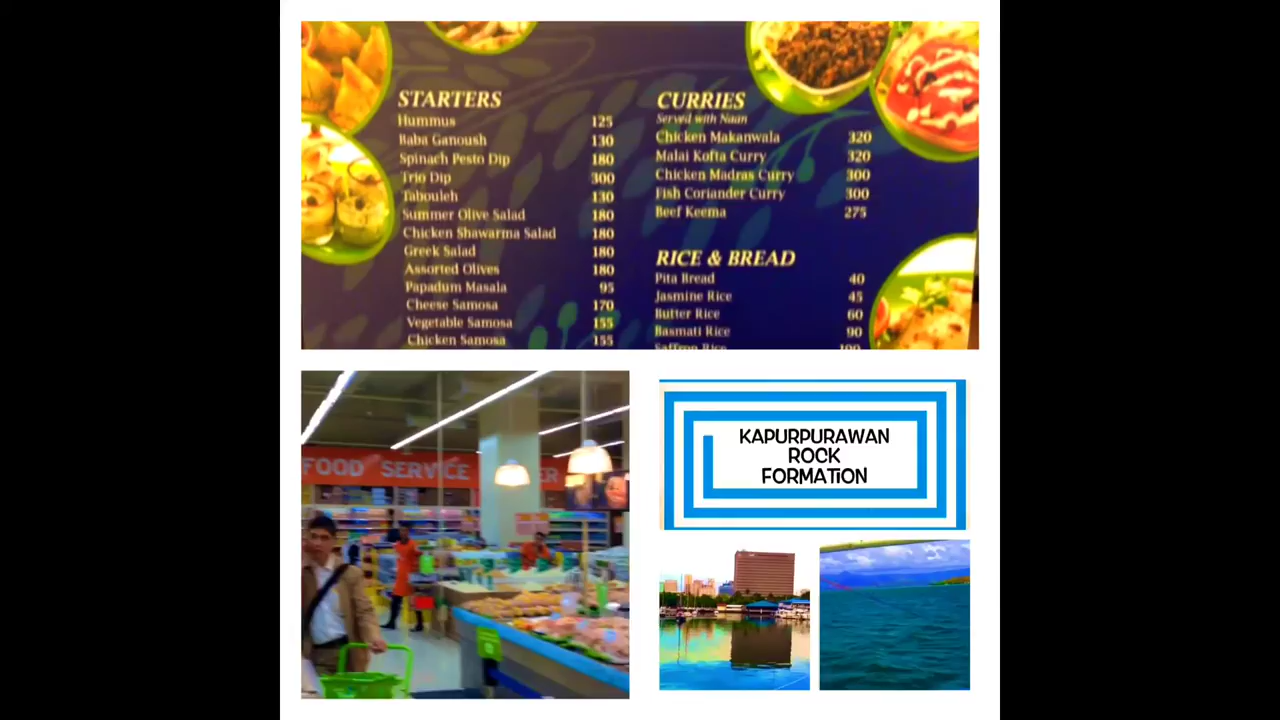 STARTERS
Hummus 125
Baba Ganoush 130
Spinach Pesto Dip 180
Trio Dip 300
Tabouleh 130
Summer Olive Salad 180
Chicken Shawarma Salad 180
Greek Salad 180
Assorted Olives 180
Papadum Masala 95
Cheese Samosa 170
Vegetable Samosa 155
Chicken Samosa 155
CURRIES
Served with Naan
Chicken Makanwala 320
Malai Kofta Curry 320
Chicken Madras Curry 300
Fish Coriander Curry 300
Beef Keema 275
RICE & BREAD
Pita Bread 40
Jasmine Rice 45
Butter Rice 60
Basmati Rice 90
Saffron Rice 100
FOOD SERVICE
KAPURPURAWAN
ROCK
FORMATION